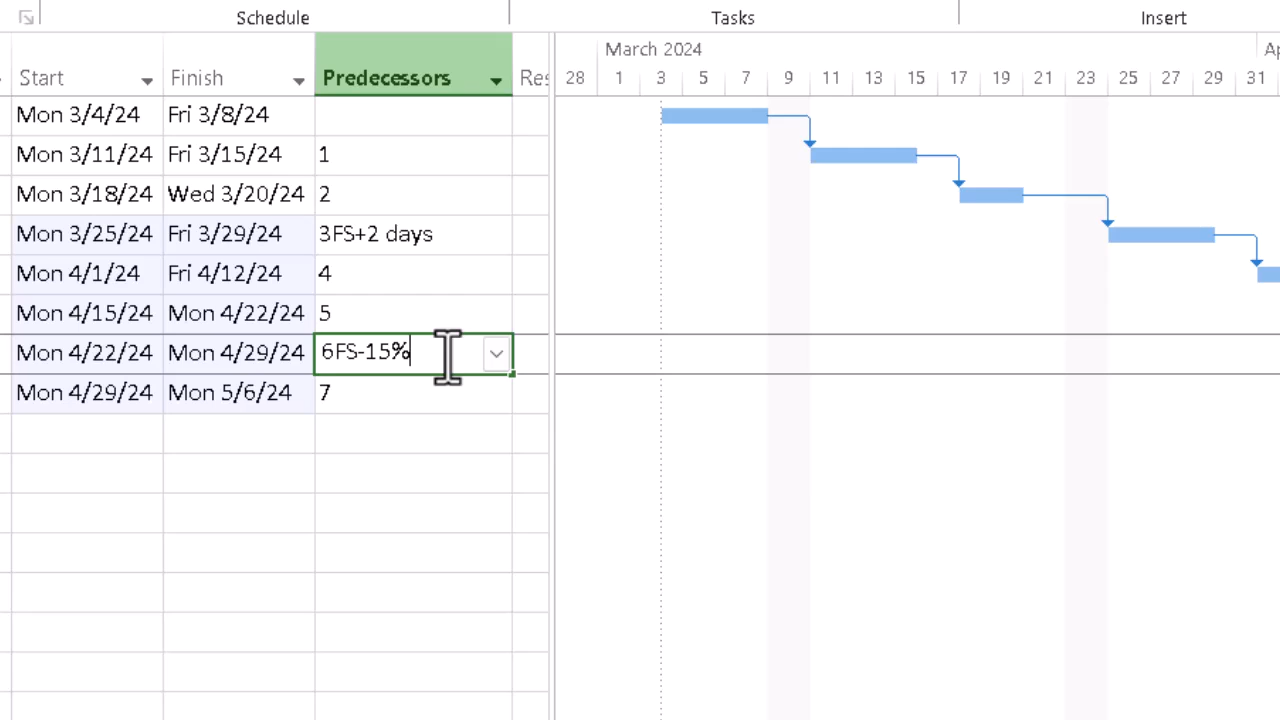 Schedule Tasks Insert
March 2024 Ap
Start Finish Predecessors Res
28 1 3 5 7 9 11 13 15 17 19 21 23 25 27 29 31
Mon 3/4/24 Fri 3/8/24
Mon 3/11/24 Fri 3/15/24 1
Mon 3/18/24 Wed 3/20/24 2
Mon 3/25/24 Fri 3/29/24 3FS+2 days
Mon 4/1/24 Fri 4/12/24 4
Mon 4/15/24 Mon 4/22/24 5
Mon 4/22/24 Mon 4/29/24 6FS-15%
Mon 4/29/24 Mon 5/6/24 7